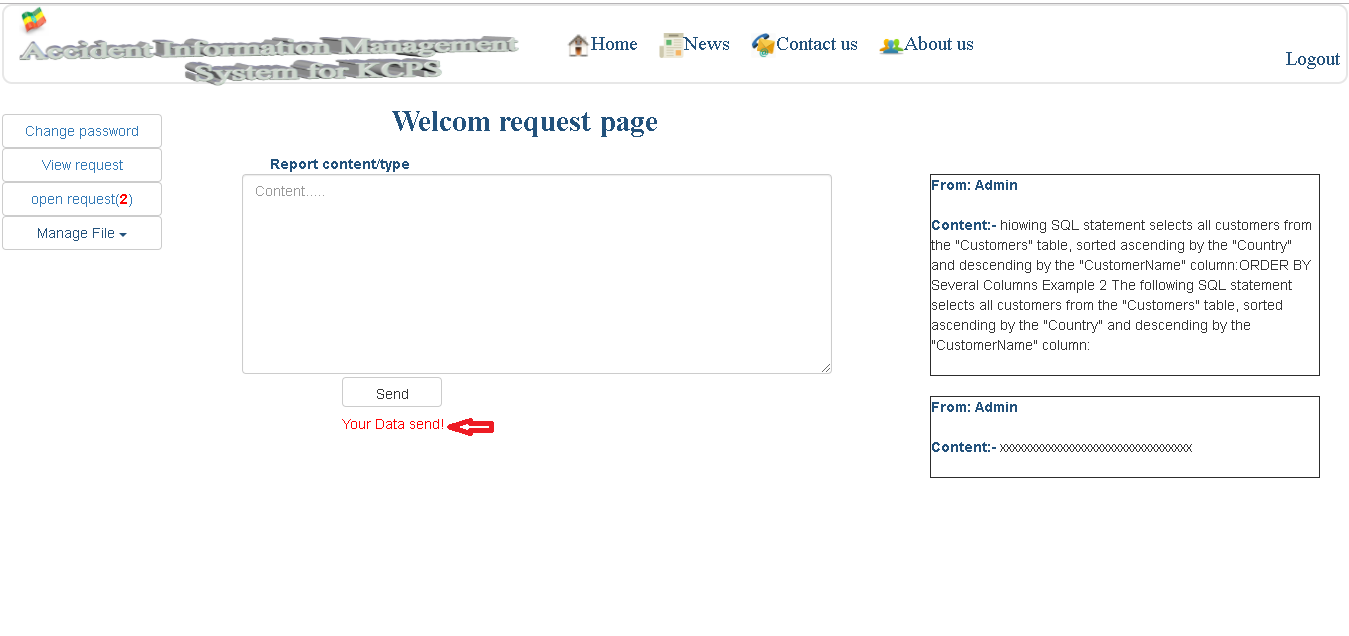 Accident Information Management
System for KCPS
Home
News
Contact us
About us
Logout
Change password
View request
open request(2)
Manage File
Welcom request page
Report content/type
Content.....
Send
Your Data send!
From: Admin
Content:- hiowing SQL statement selects all customers from
the "Customers" table, sorted ascending by the "Country"
and descending by the "CustomerName" column:ORDER BY
Several Columns Example 2 The following SQL statement
selects all customers from the "Customers" table, sorted
ascending by the "Country" and descending by the
"CustomerName" column:
From: Admin
Content:- xxxxxxxxxxxxxxxxxxxxxxxxxxxxxxxx